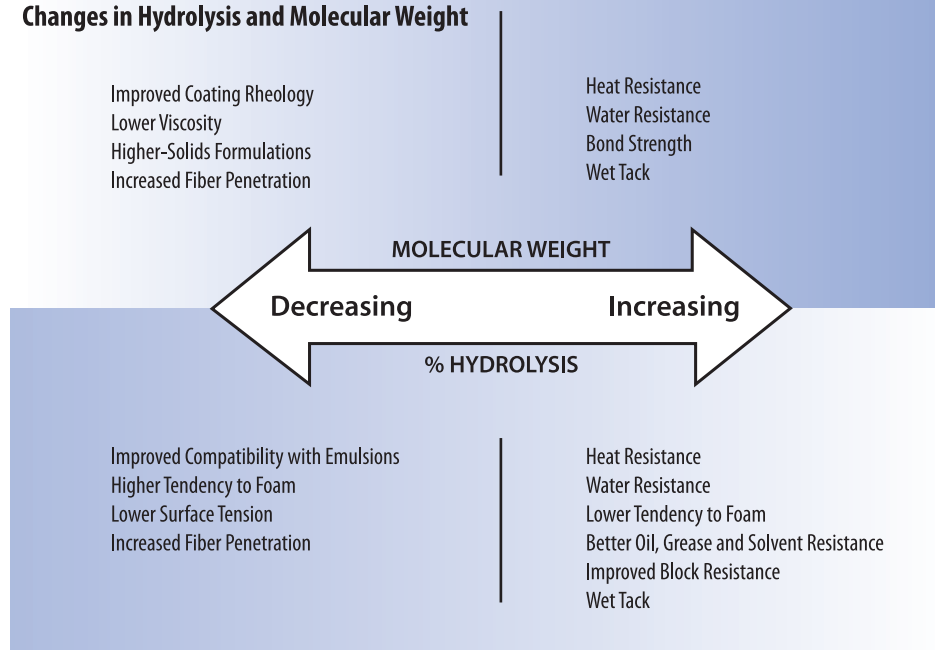 Changes in Hydrolysis and Molecular Weight
Improved Coating Rheology
Lower Viscosity
Higher-Solids Formulations
Increased Fiber Penetration
Heat Resistance
Water Resistance
Bond Strength
Wet Tack
MOLECULAR WEIGHT
Decreasing
Increasing
% HYDROLYSIS
Improved Compatibility with Emulsions
Higher Tendency to Foam
Lower Surface Tension
Increased Fiber Penetration
Heat Resistance
Water Resistance
Lower Tendency to Foam
Better Oil, Grease and Solvent Resistance
Improved Block Resistance
Wet Tack